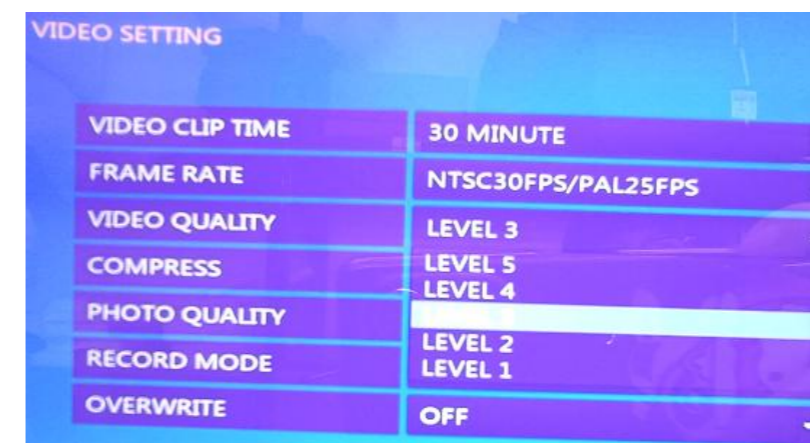 VIDEO SETTING
VIDEO CLIP TIME
30 MINUTE
FRAME RATE
NTSC30FPS/PAL25FPS
VIDEO QUALITY
LEVEL 3
COMPRESS
LEVEL 5
LEVEL 4
PHOTO QUALITY
LEVEL 2
RECORD MODE
LEVEL 1
OVERWRITE
OFF